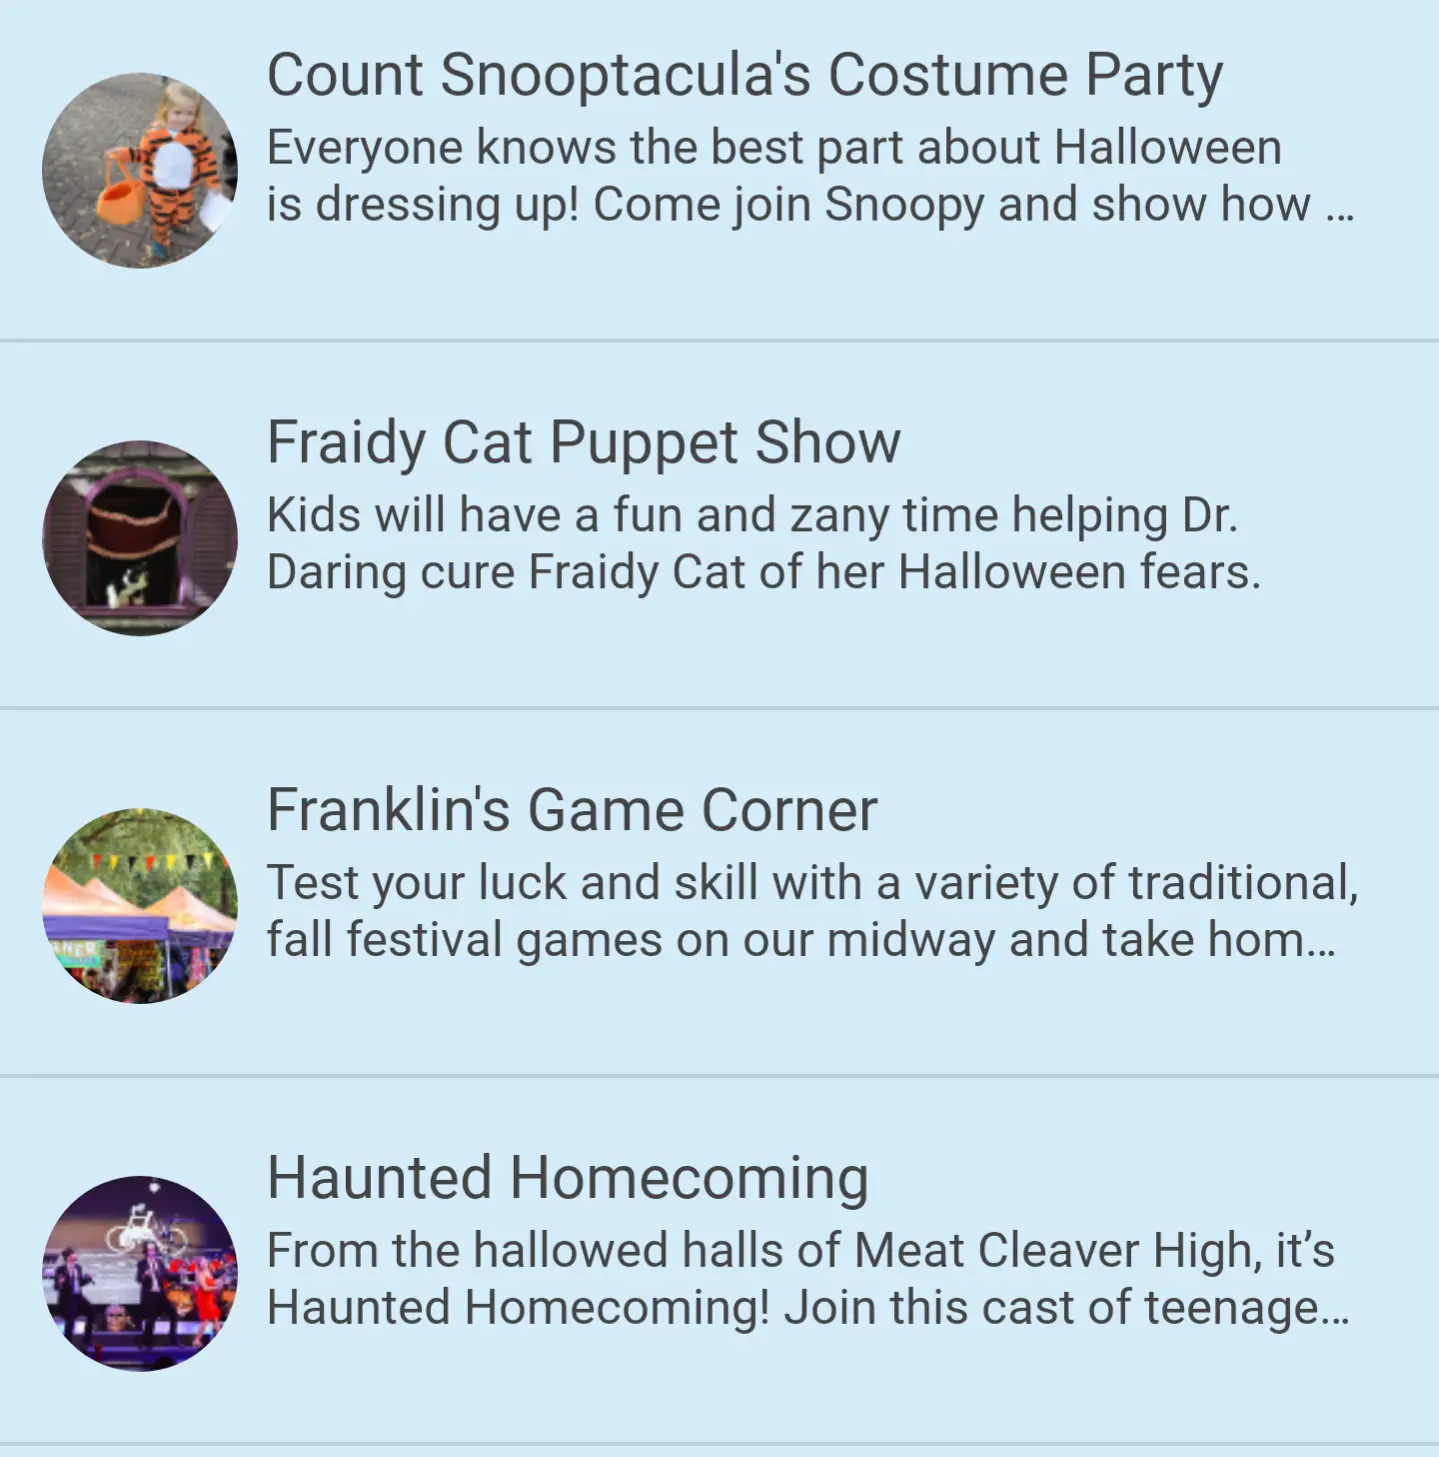 Count Snooptacula's Costume Party
Everyone knows the best part about Halloween
is dressing up! Come join Snoopy and show how ...
Fraidy Cat Puppet Show
Kids will have a fun and zany time helping Dr.
Daring cure Fraidy Cat of her Halloween fears.
Franklin's Game Corner
Test your luck and skill with a variety of traditional,
fall festival games on our midway and take hom...
Haunted Homecoming
From the hallowed halls of Meat Cleaver High, it’s
Haunted Homecoming! Join this cast of teenage...